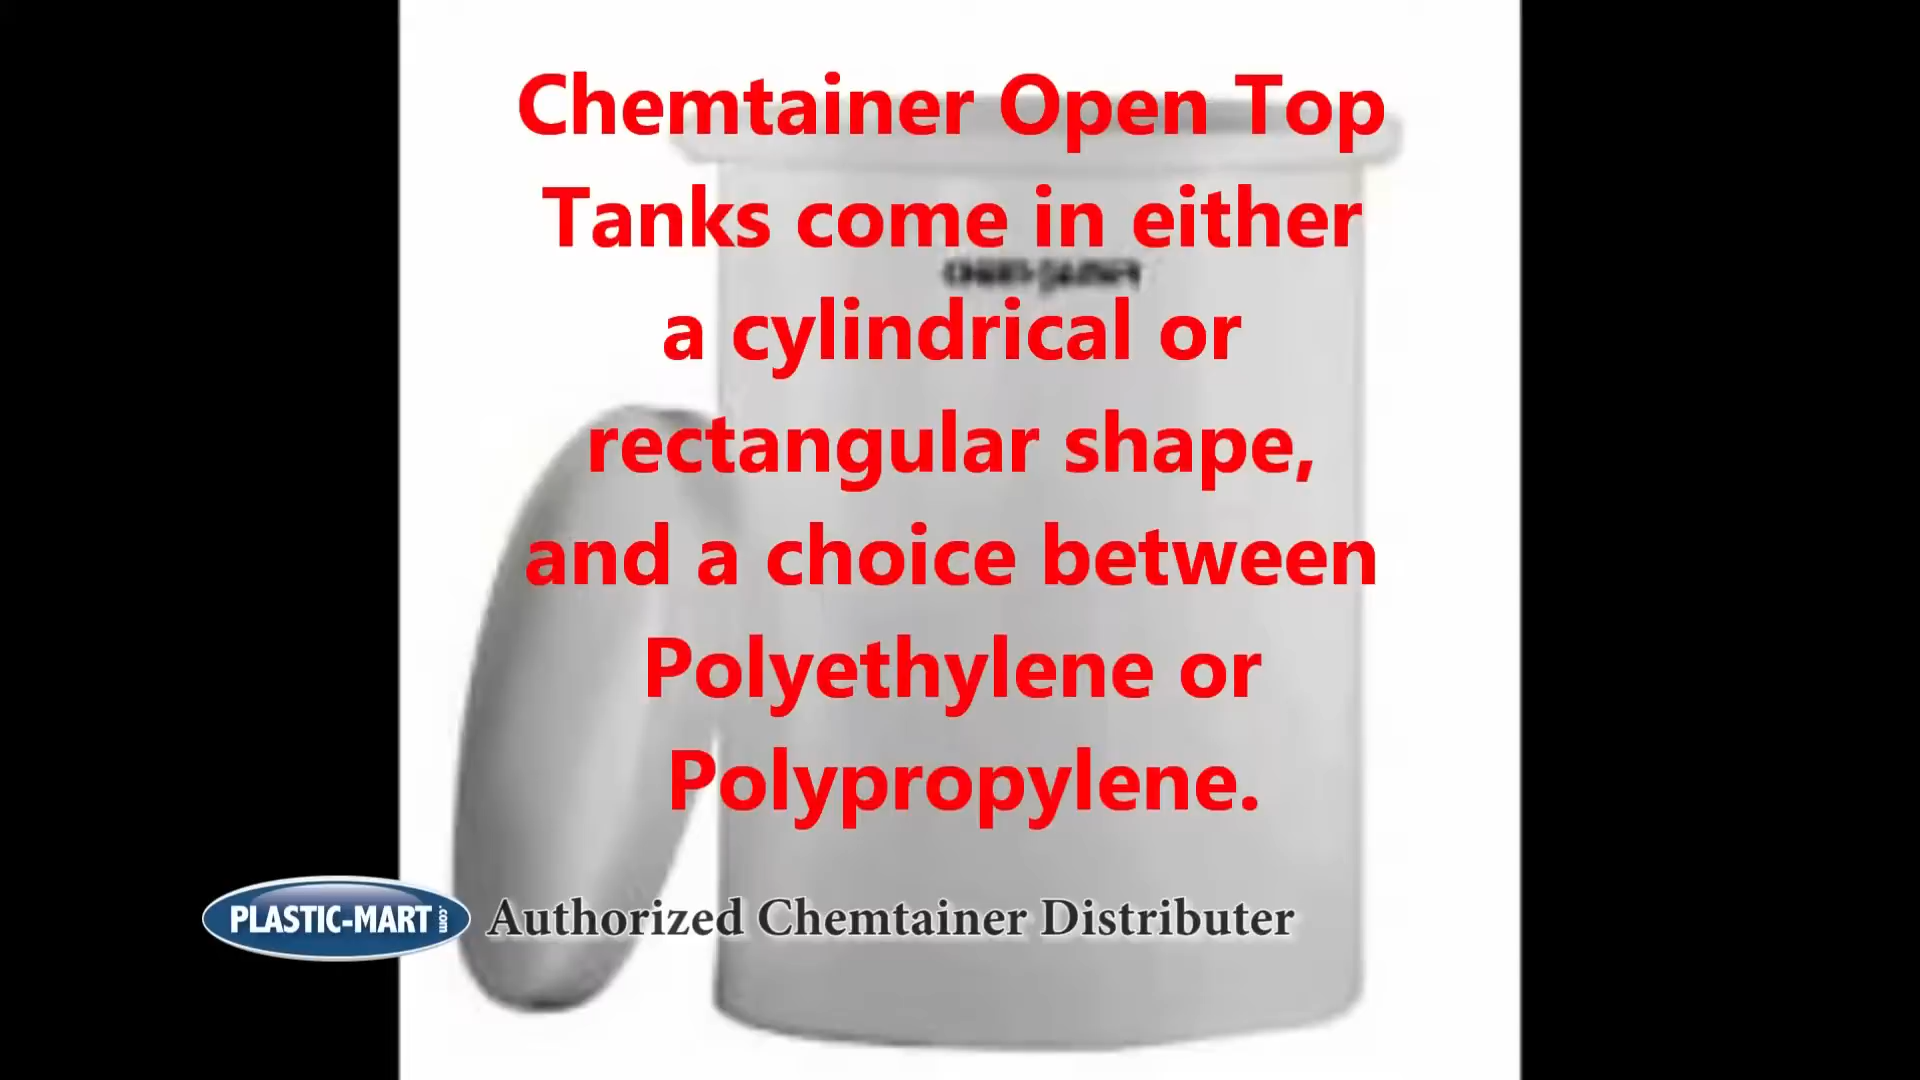 Chemtainer Open Top
Tanks come in either
a cylindrical or
rectangular shape,
and a choice between
Polyethylene or
Polypropylene.
PLASTIC-MART.com Authorized Chemtainer Distributer